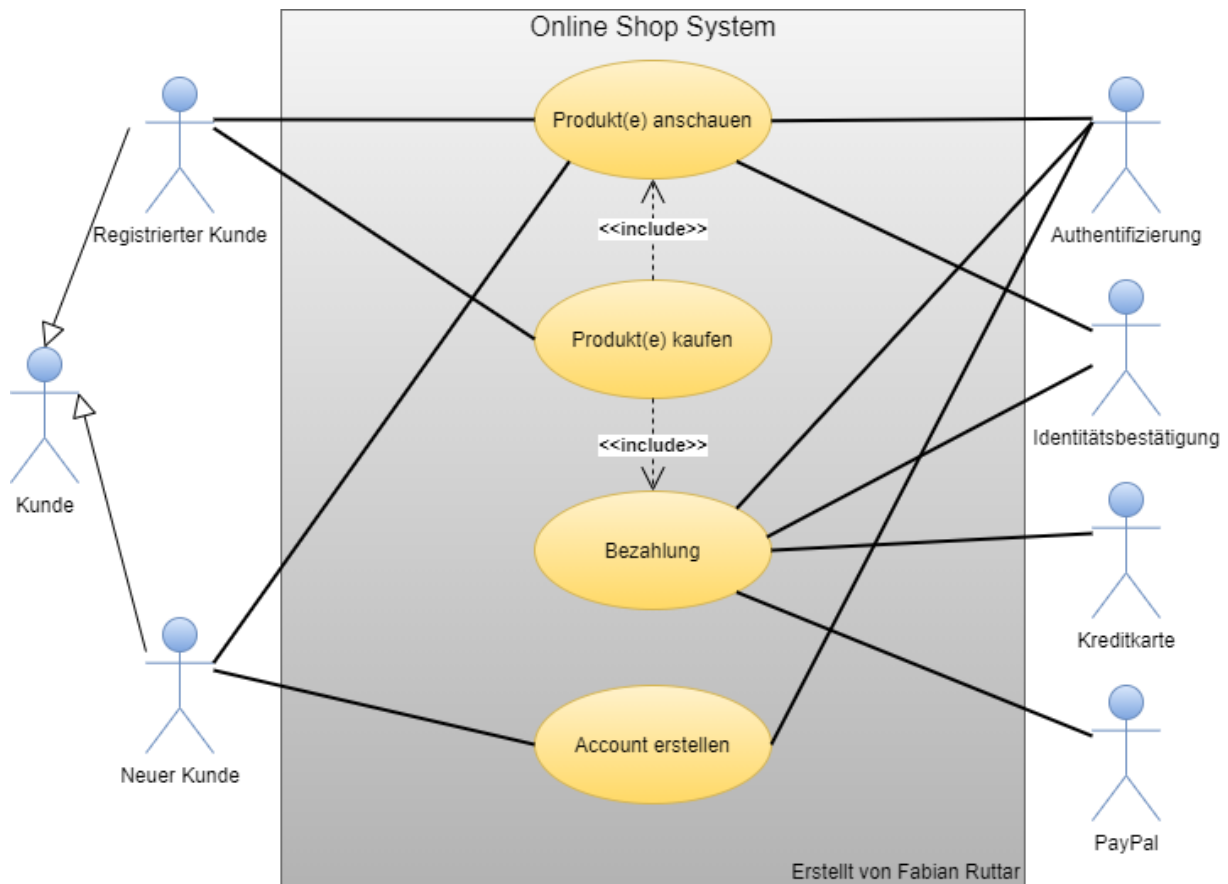 Online Shop System
Produkt(e) anschauen
Registrierter Kunde
<<include>>
Authentifizierung
Produkt(e) kaufen
<<include>>
Identitätsbestätigung
Kunde
Bezahlung
Kreditkarte
Neuer Kunde
Account erstellen
PayPal
Erstellt von Fabian Ruttar